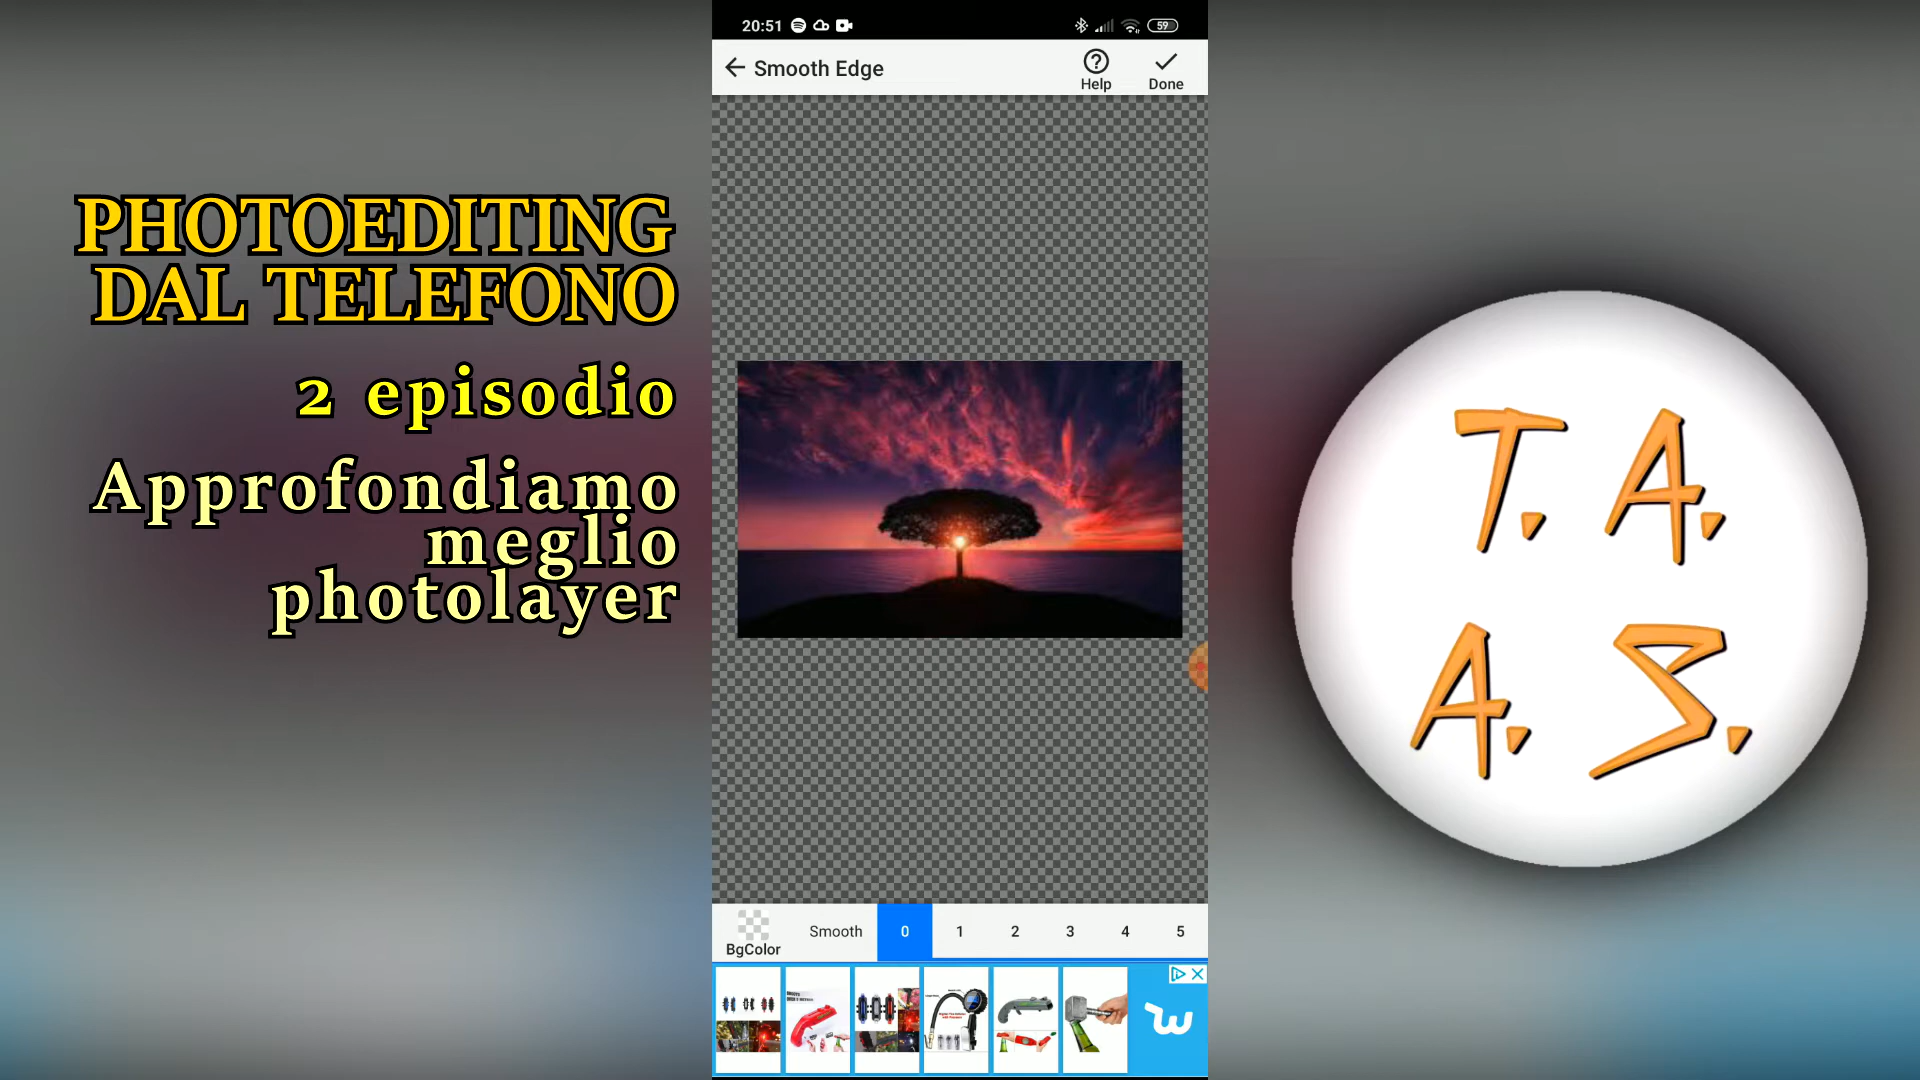 PHOTOEDITING
DAL TELEFONO
2 episodio
Approfondiamo
meglio
photolayer
20:51
59
Smooth Edge
Help
Done
T. A.
A. S.
BgColor
Smooth
0
1
2
3
4
5